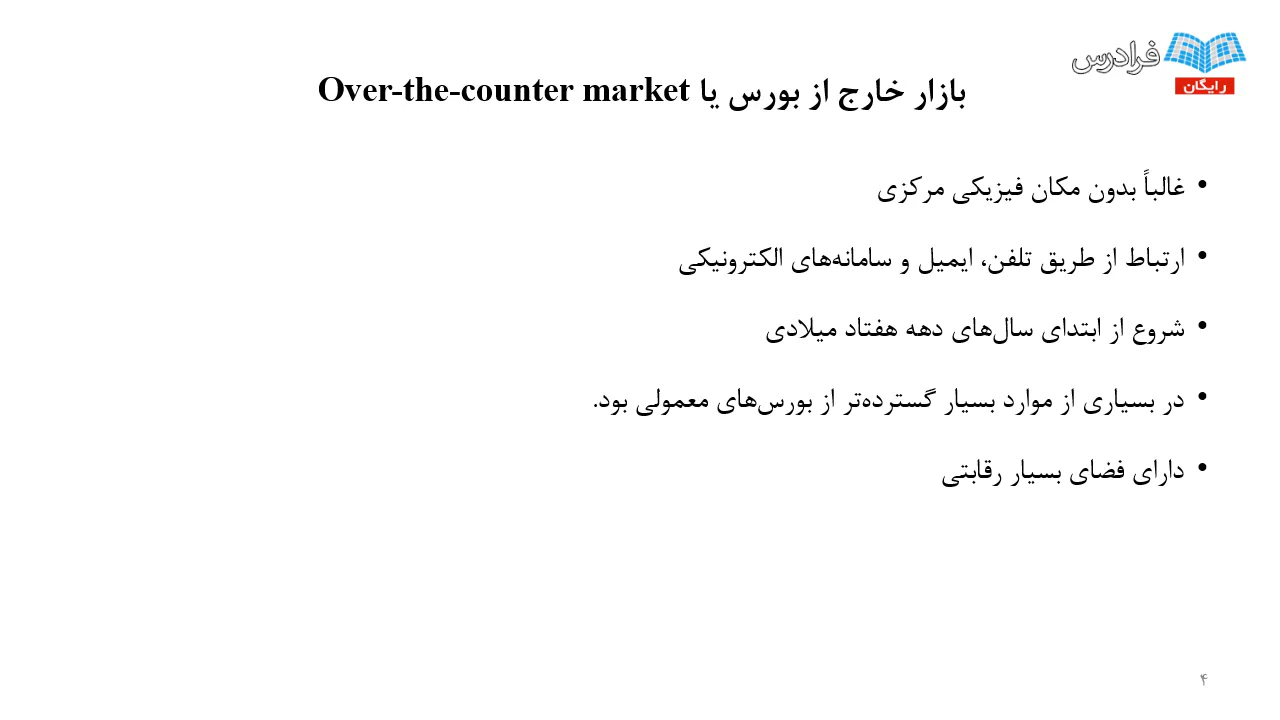 فرادرس
رایگان
بازار خارج از بورس یا Over-the-counter market
• غالباً بدون مکان فیزیکی مرکزی
• ارتباط از طریق تلفن، ایمیل و سامانه‌های الکترونیکی
• شروع از ابتدای سال‌های دهه هفتاد میلادی
• در بسیاری از موارد بسیار گسترده‌تر از بورس‌های معمولی بود.
• دارای فضای بسیار رقابتی
۴